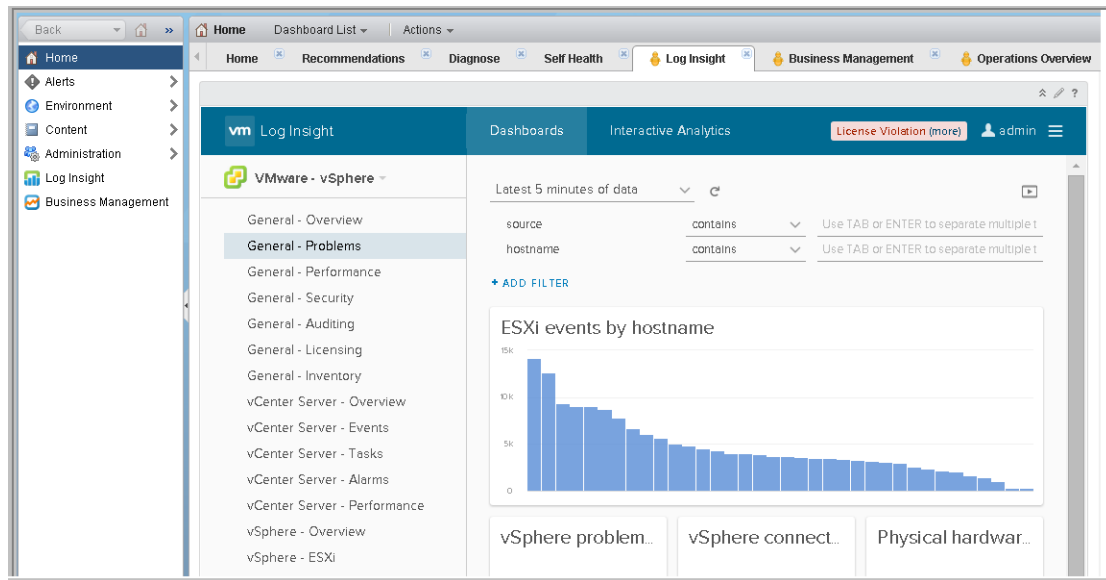 Back
Home
Alerts
Environment
Content
Administration
Log Insight
Business Management
Home Dashboard List Actions
Home Recommendations Diagnose Self Health Log Insight Business Management Operations Overview
?
vm Log Insight Dashboards Interactive Analytics License Violation (more) admin
VMware - vSphere
General - Overview
General - Problems
General - Performance
General - Security
General - Auditing
General - Licensing
General - Inventory
vCenter Server - Overview
vCenter Server - Events
vCenter Server - Tasks
vCenter Server - Alarms
vCenter Server - Performance
vSphere - Overview
vSphere - ESXi
Latest 5 minutes of data
source contains Use TAB or ENTER to separate multiple t
hostname contains Use TAB or ENTER to separate multiple t
+ ADD FILTER
ESXi events by hostname
15k
10k
5k
0
vSphere problem... vSphere connect... Physical hardwar...